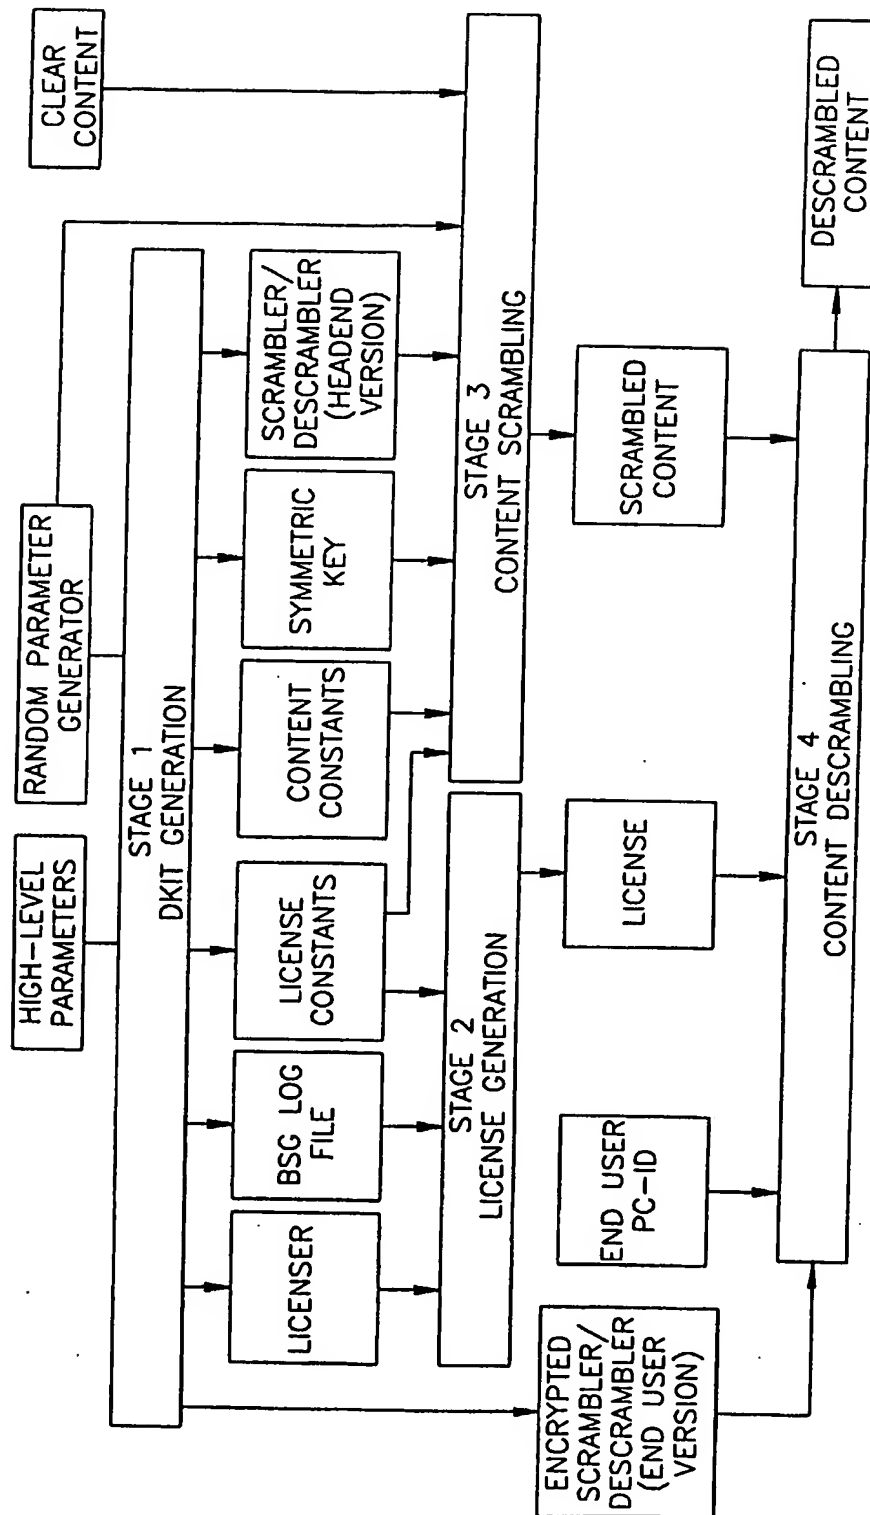 HIGH-LEVEL
PARAMETERS
RANDOM PARAMETER
GENERATOR
CLEAR
CONTENT
STAGE 1
DKIT GENERATION
LICENSER
BSG LOG
FILE
LICENSE
CONSTANTS
CONTENT
CONSTANTS
SYMMETRIC
KEY
SCRAMBLER/
DESCRAMBLER
(HEADEND
VERSION)
STAGE 2
LICENSE GENERATION
STAGE 3
CONTENT SCRAMBLING
ENCRYPTED
SCRAMBLER/
DESCRAMBLER
(END USER
VERSION)
END USER
PC-ID
LICENSE
SCRAMBLED
CONTENT
STAGE 4
CONTENT DESCRAMBLING
DESCRAMBLED
CONTENT